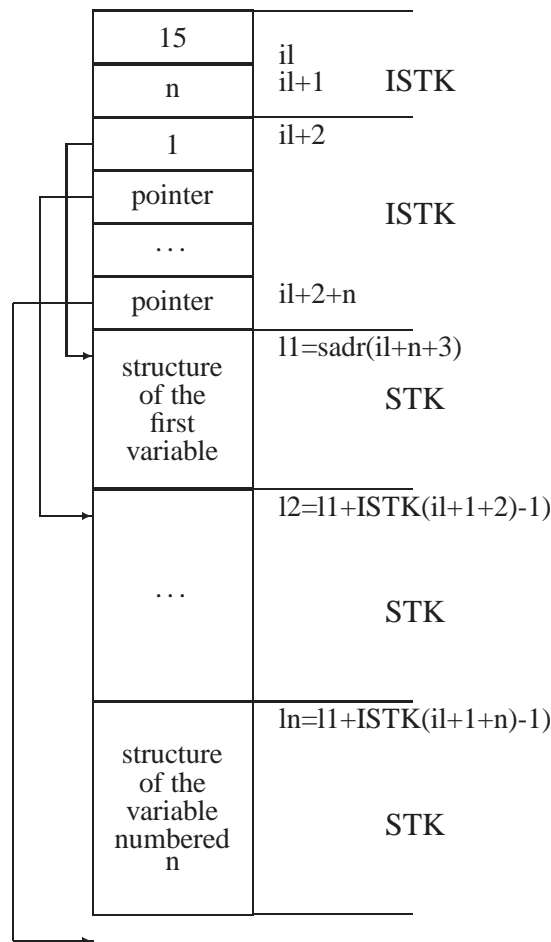 15
il
n
il+1
ISTK
1
il+2
pointer
ISTK
...
pointer
il+2+n
l1=sadr(il+n+3)
structure
of the
first
variable
STK
l2=l1+ISTK(il+1+2)-1)
...
STK
ln=l1+ISTK(il+1+n)-1)
structure
of the
variable
numbered
n
STK